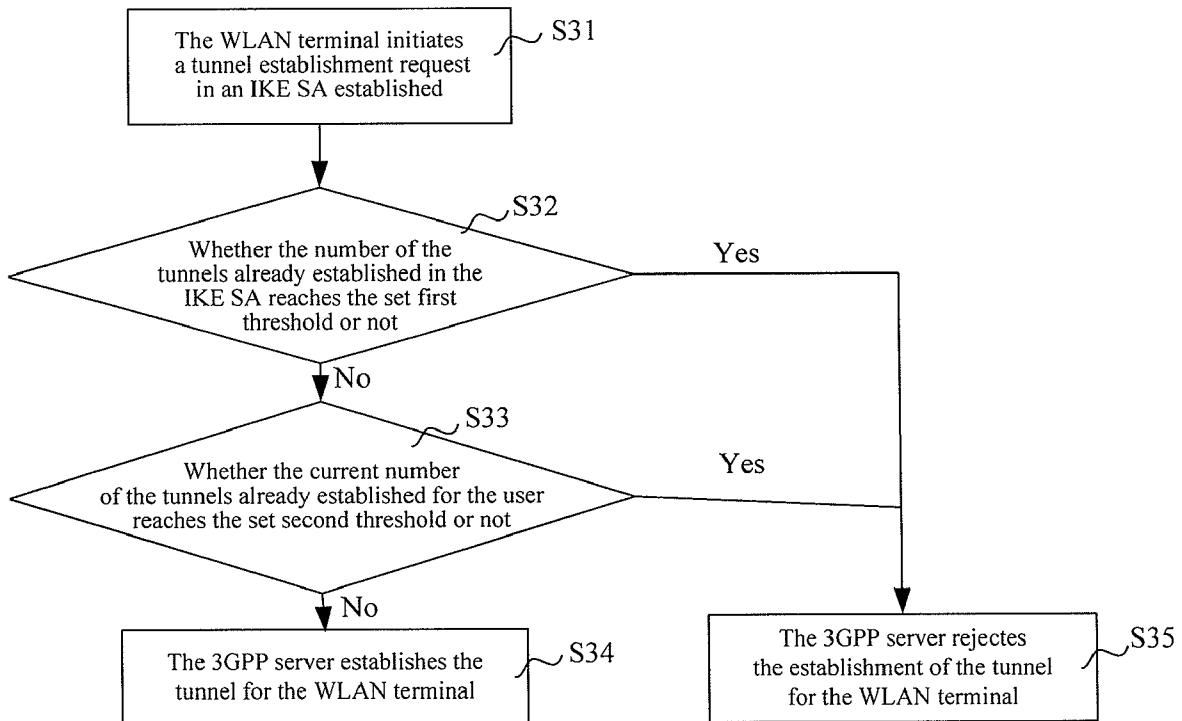 The WLAN terminal initiates
a tunnel establishment request
in an IKE SA established
S31
S32
Whether the number of the
tunnels already established in the
IKE SA reaches the set first
threshold or not
Yes
No
S33
Whether the current number
of the tunnels already established for the user
reaches the set second threshold or not
Yes
No
The 3GPP server establishes the
tunnel for the WLAN terminal
S34
The 3GPP server rejectes
the establishment of the tunnel
for the WLAN terminal
S35